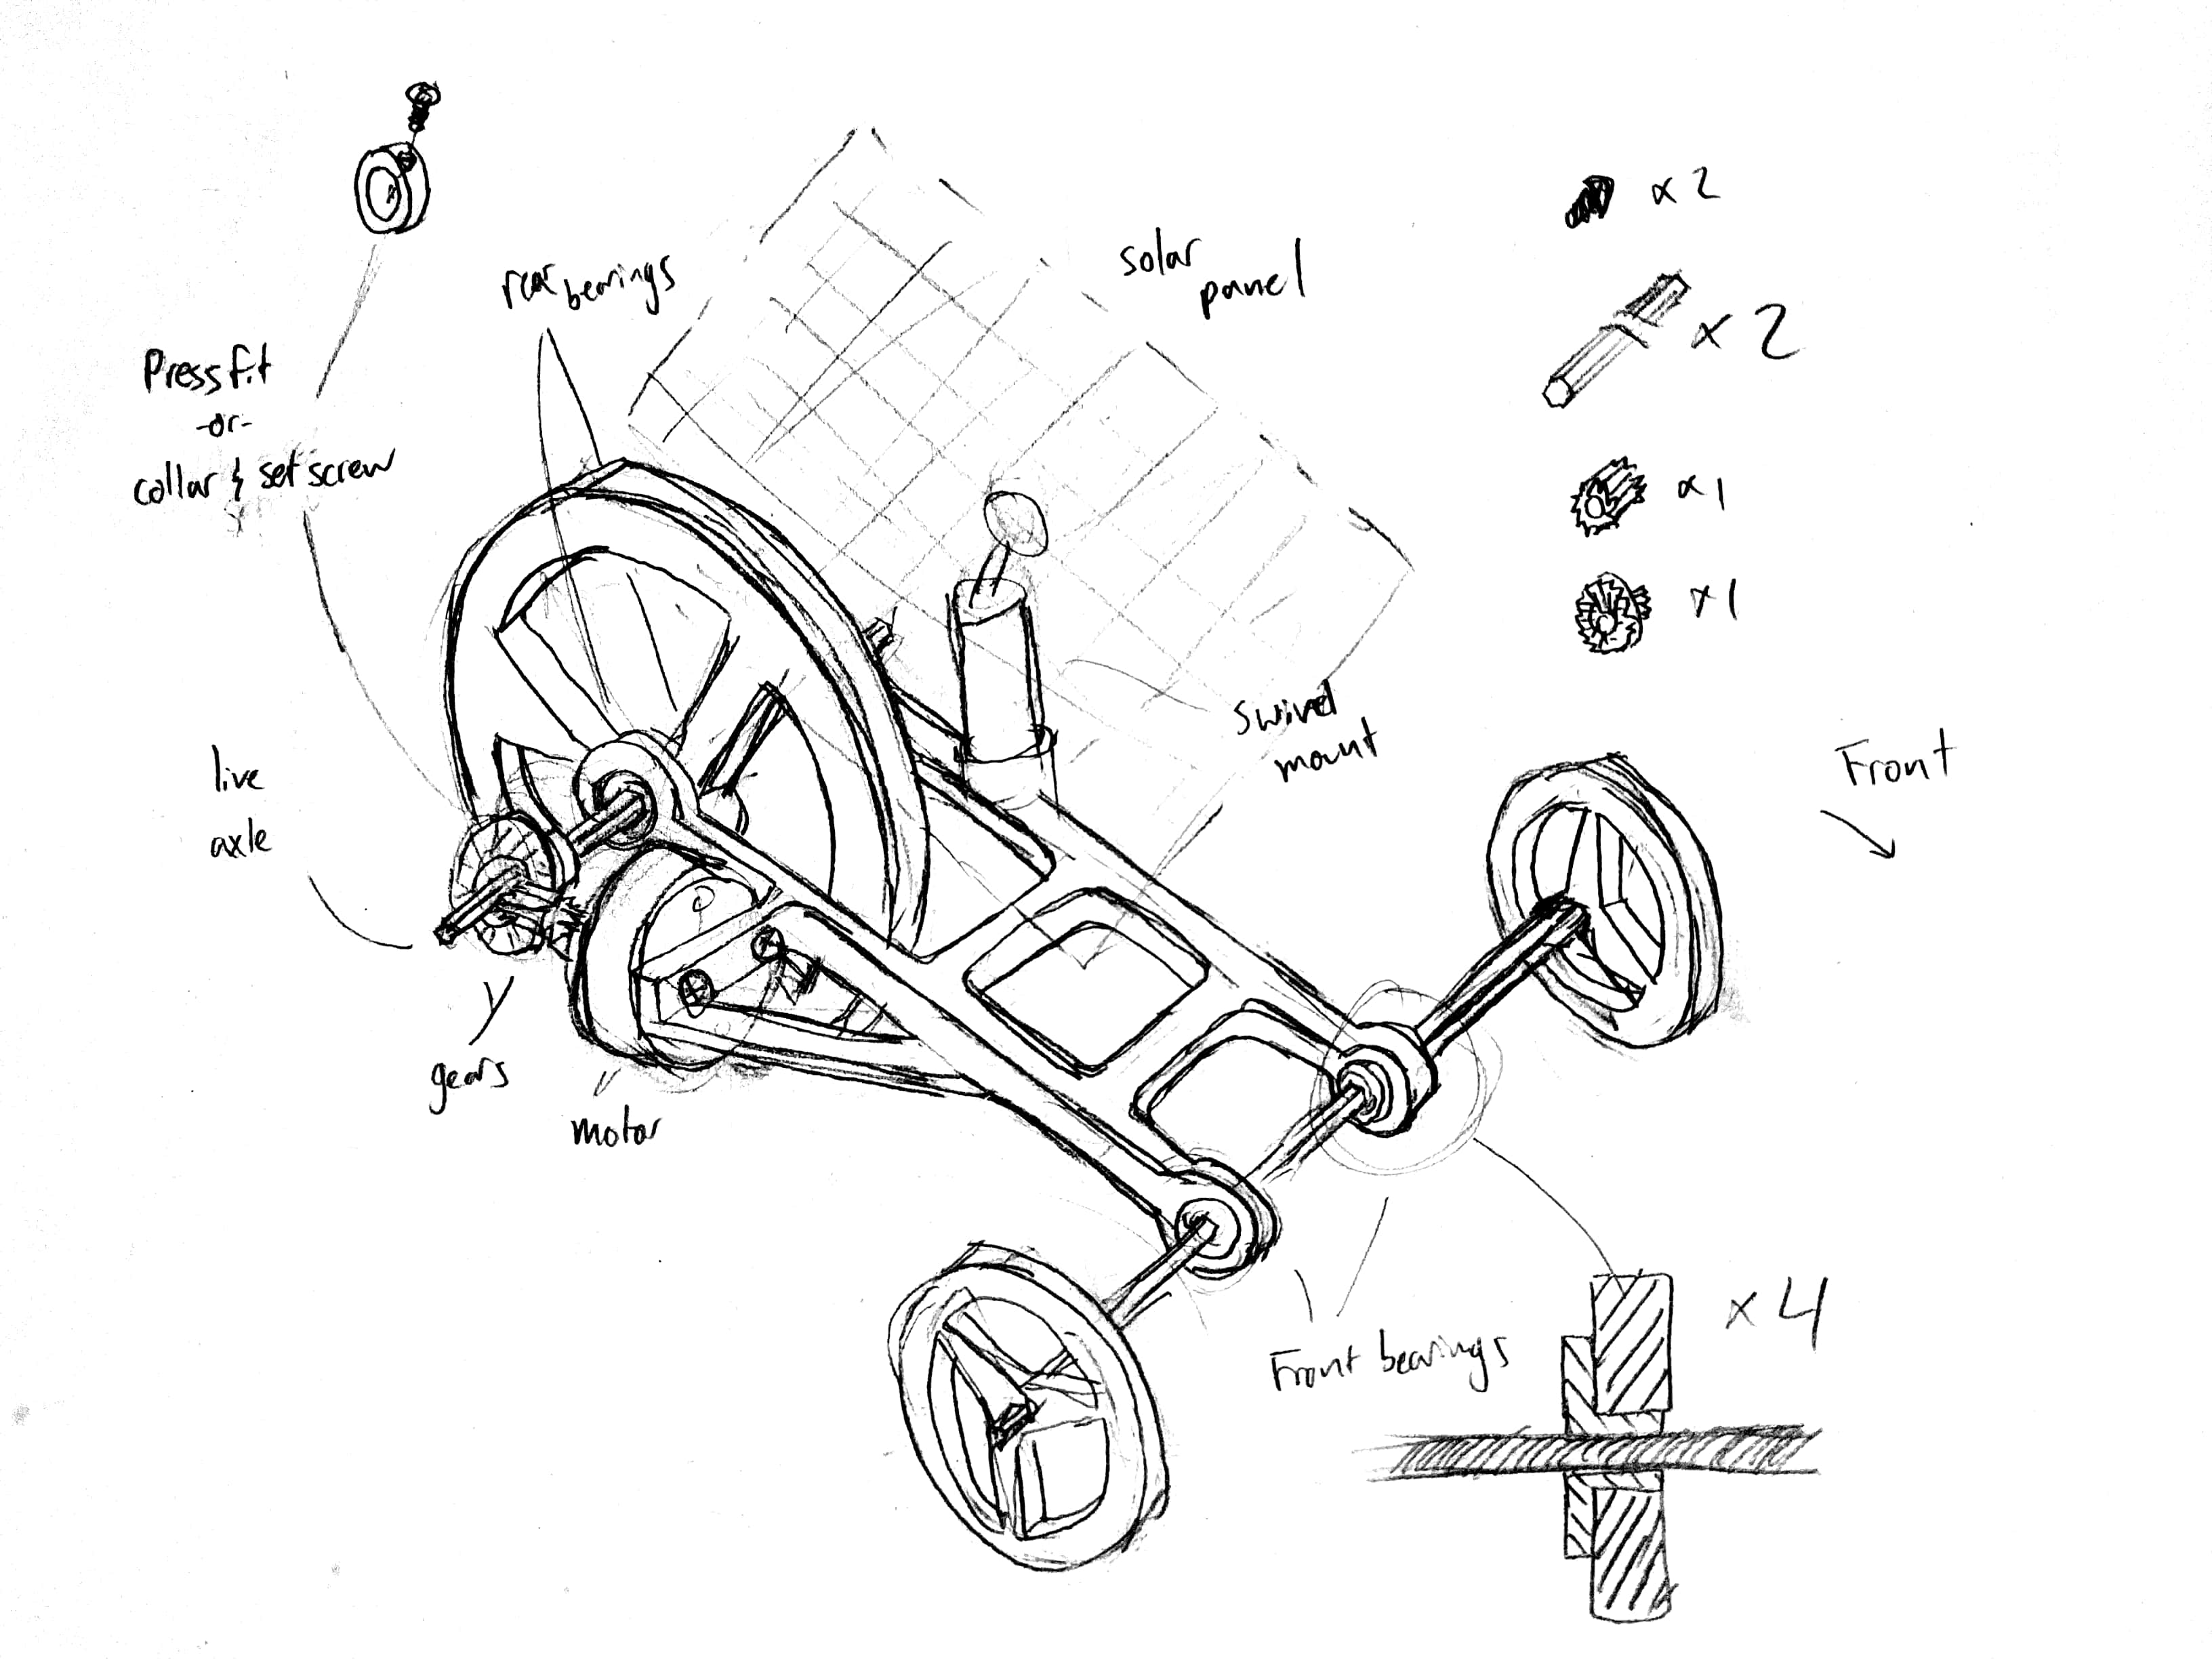 rear
bearings
solar
panel
Press fit
-or-
collar & set screw
x 2
x 2
x 1
x 1
live
axle
swivel
mount
Front
gears
motor
Front bearings
x 4